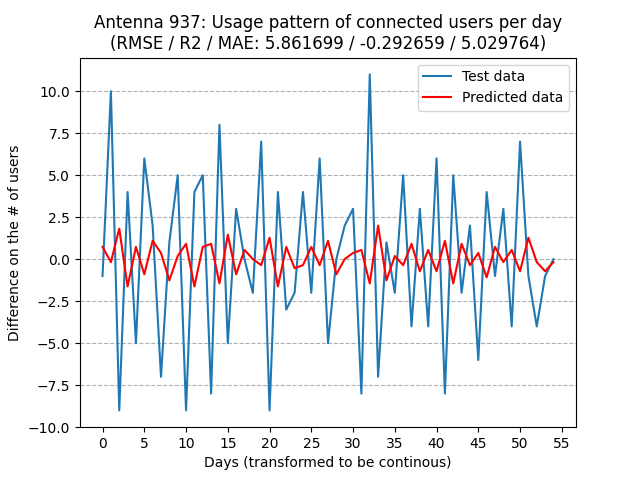 Antenna 937: Usage pattern of connected users per day
(RMSE / R2 / MAE: 5.861699 / -0.292659 / 5.029764)
Test data
Predicted data
Difference on the # of users
10.0
7.5
5.0
2.5
0.0
−2.5
−5.0
−7.5
−10.0
0 5 10 15 20 25 30 35 40 45 50 55
Days (transformed to be continous)